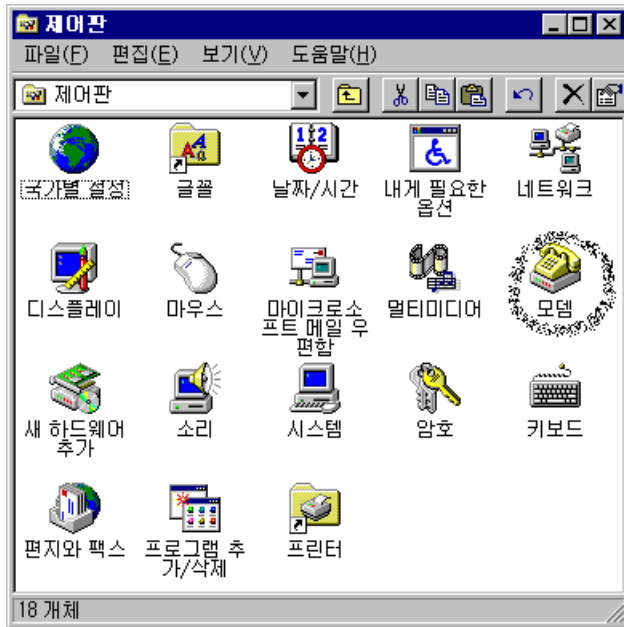 제어판
파일(F) 편집(E) 보기(V) 도움말(H)
제어판
국가별 설정
글꼴
날짜/시간
내게 필요한
옵션
네트워크
디스플레이
마우스
마이크로소
프트 메일 우
편함
멀티미디어
모뎀
새 하드웨어
추가
소리
시스템
암호
키보드
편지와 팩스
프로그램 추
가/삭제
프린터
18 개체